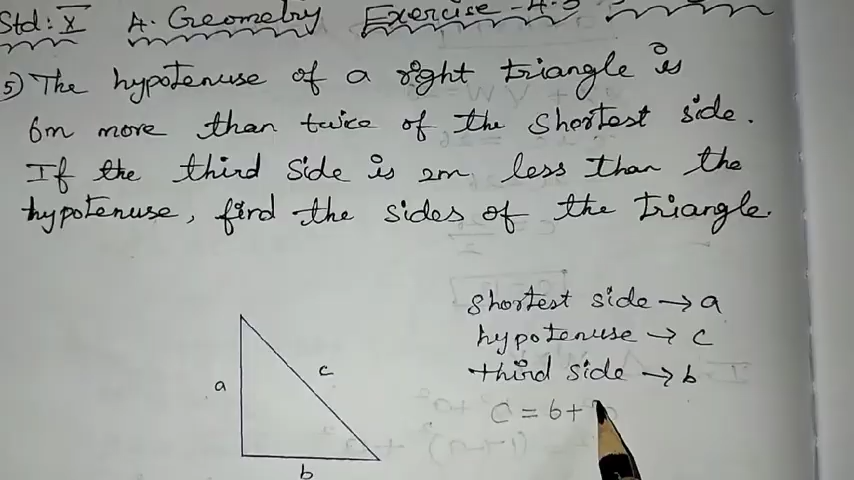 Std: X A. Geometry Exercise - 4.3
5) The hypotenuse of a right triangle is
6m more than twice of the shortest side.
If the third side is 2m less than the
hypotenuse, find the sides of the triangle.
shortest side → a
hypotenuse → c
third side → b
C = 6 +
a
c
b